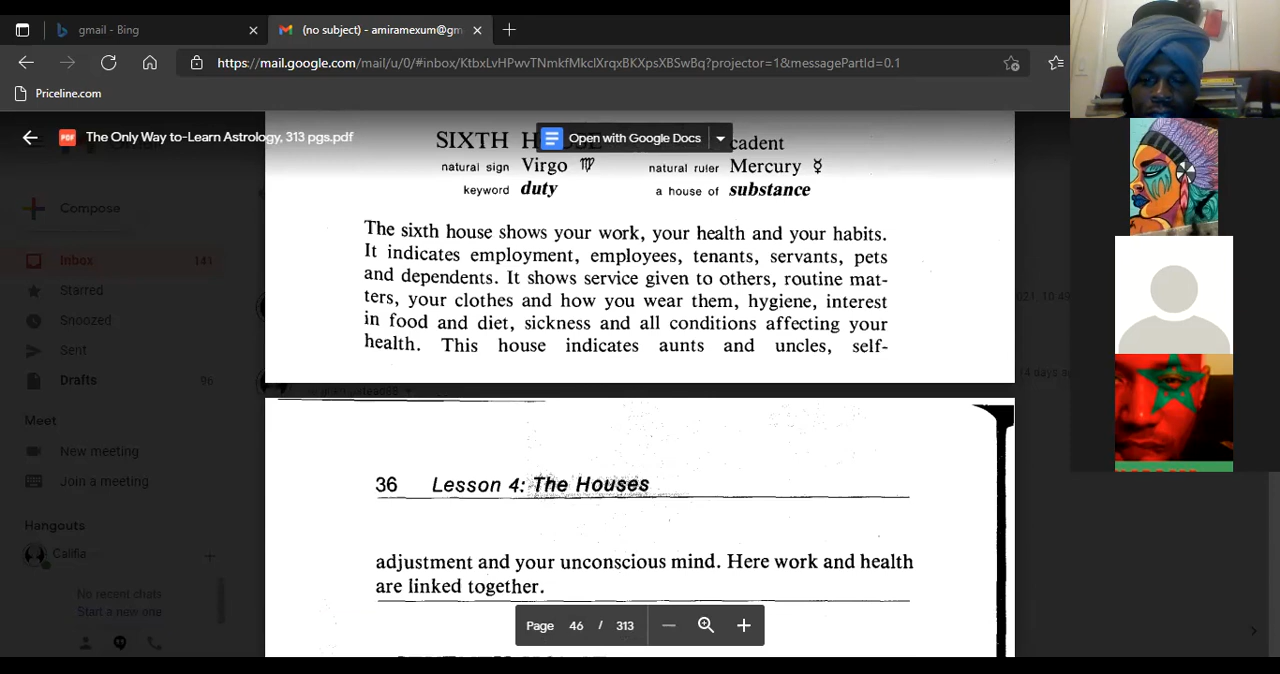 gmail - Bing
(no subject) - amiramexum@gm
https://mail.google.com/mail/u/0/#inbox/KtbxLvHPwvTNmkfMkclXrqxBKXpsXBSwBq?projector=1&messagePartId=0.1
Priceline.com
The Only Way to-Learn Astrology, 313 pgs.pdf
Open with Google Docs
SIXTH H
cadent
natural sign Virgo ♍ natural ruler Mercury ☿
keyword duty a house of substance
The sixth house shows your work, your health and your habits.
It indicates employment, employees, tenants, servants, pets
and dependents. It shows service given to others, routine mat-
ters, your clothes and how you wear them, hygiene, interest
in food and diet, sickness and all conditions affecting your
health. This house indicates aunts and uncles, self-
36 Lesson 4: The Houses
adjustment and your unconscious mind. Here work and health
are linked together.
Page 46 / 313
Compose
Inbox 141
Starred
Snoozed
Sent
Drafts 96
Meet
New meeting
Join a meeting
Hangouts
Califia
No recent chats
Start a new one